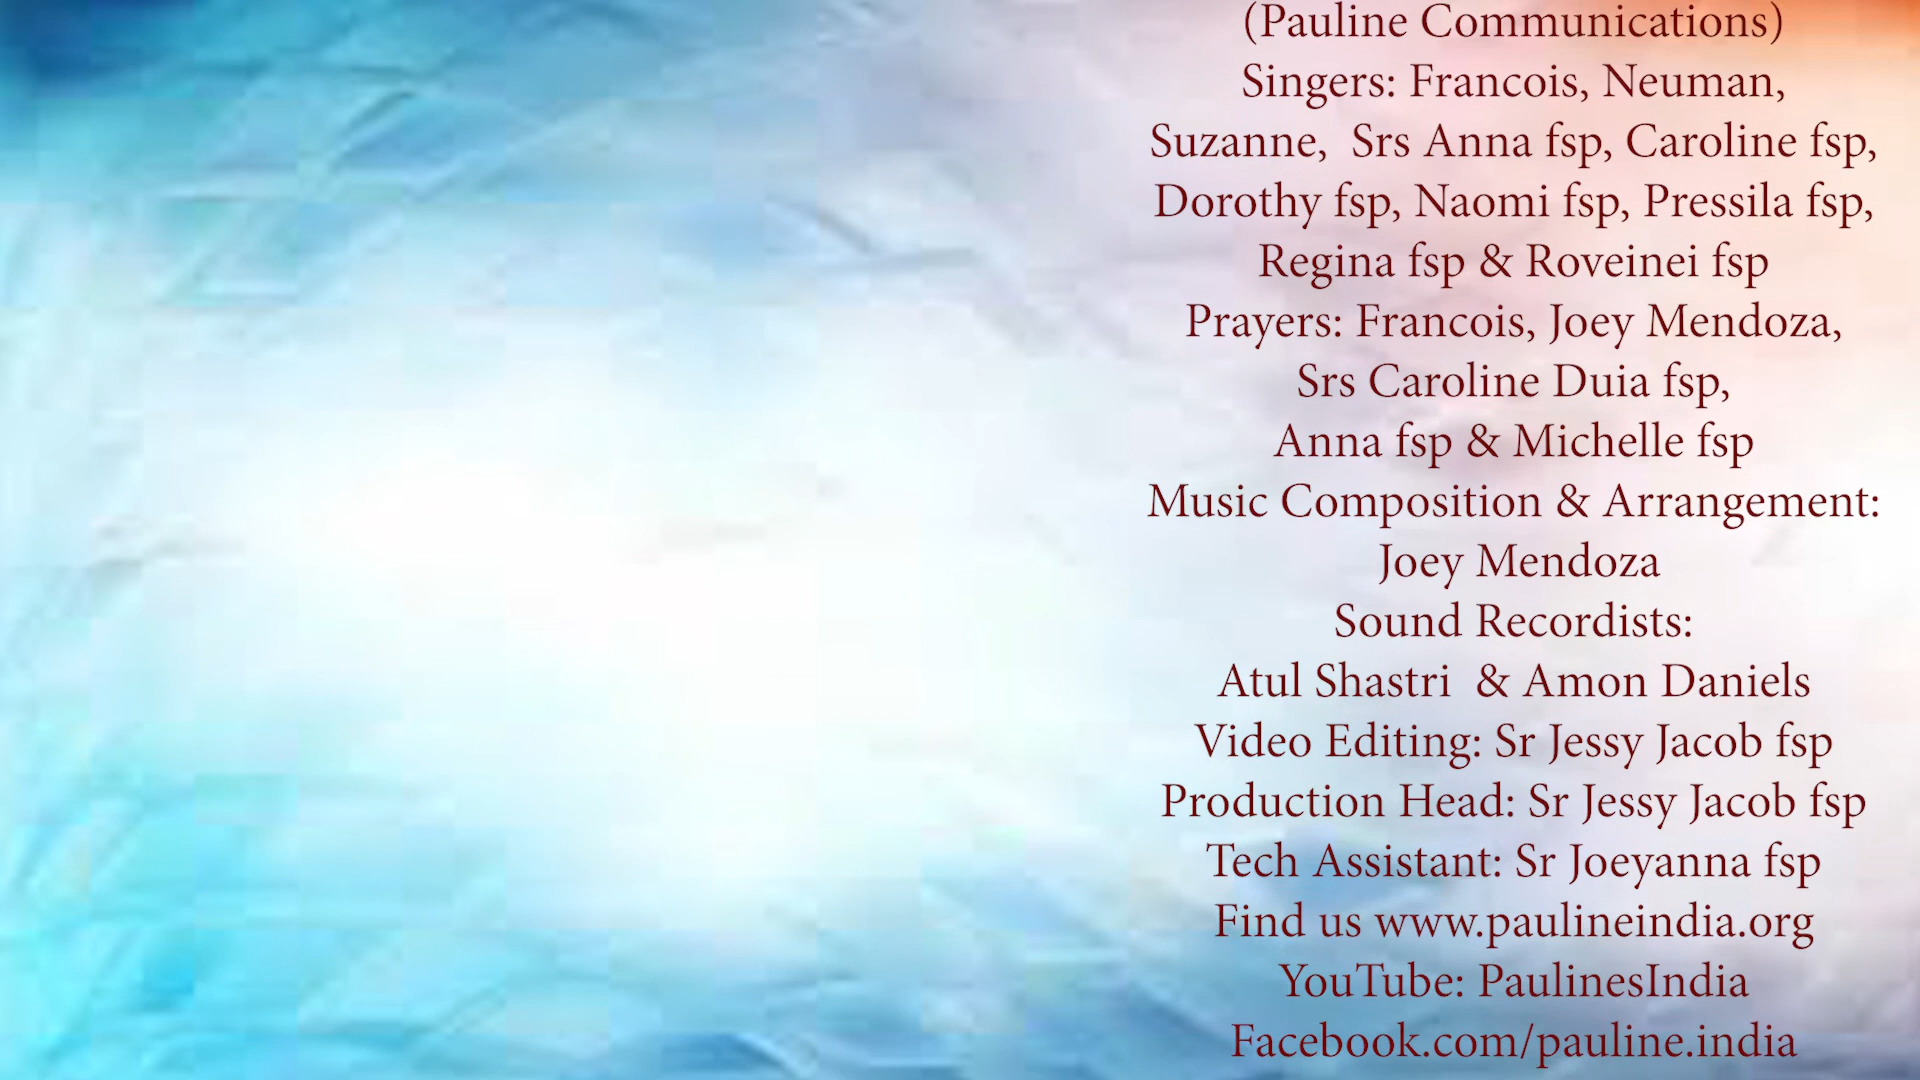 (Pauline Communications)
Singers: Francois, Neuman,
Suzanne,  Srs Anna fsp, Caroline fsp,
Dorothy fsp, Naomi fsp, Pressila fsp,
Regina fsp & Roveinei fsp
Prayers: Francois, Joey Mendoza,
Srs Caroline Duia fsp,
Anna fsp & Michelle fsp
Music Composition & Arrangement:
Joey Mendoza
Sound Recordists:
Atul Shastri  & Amon Daniels
Video Editing: Sr Jessy Jacob fsp
Production Head: Sr Jessy Jacob fsp
Tech Assistant: Sr Joeyanna fsp
Find us www.paulineindia.org
YouTube: PaulinesIndia
Facebook.com/pauline.india